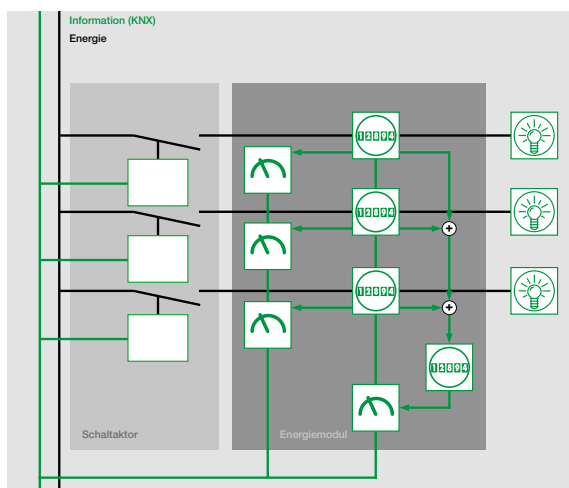 Information (KNX)
Energie
12894
12894
12894
12894
Schaltaktor
Energiemodul